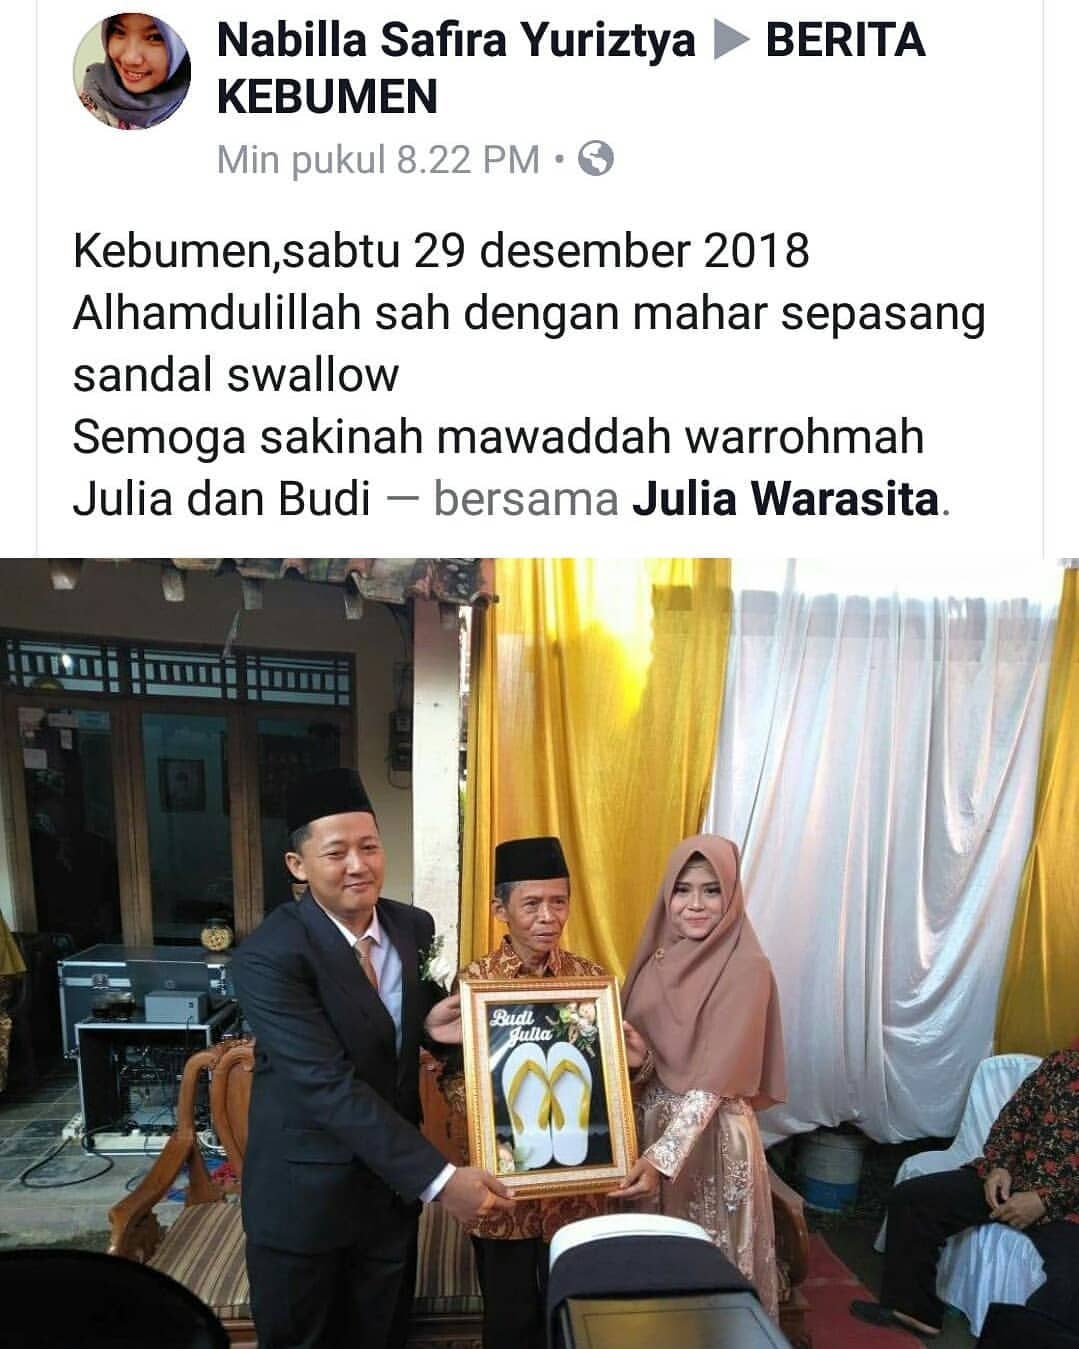 Nabilla Safira Yuriztya ▶ BERITA
KEBUMEN
Min pukul 8.22 PM •
Kebumen,sabtu 29 desember 2018
Alhamdulillah sah dengan mahar sepasang
sandal swallow
Semoga sakinah mawaddah warrohmah
Julia dan Budi — bersama Julia Warasita.
Budi
Julia